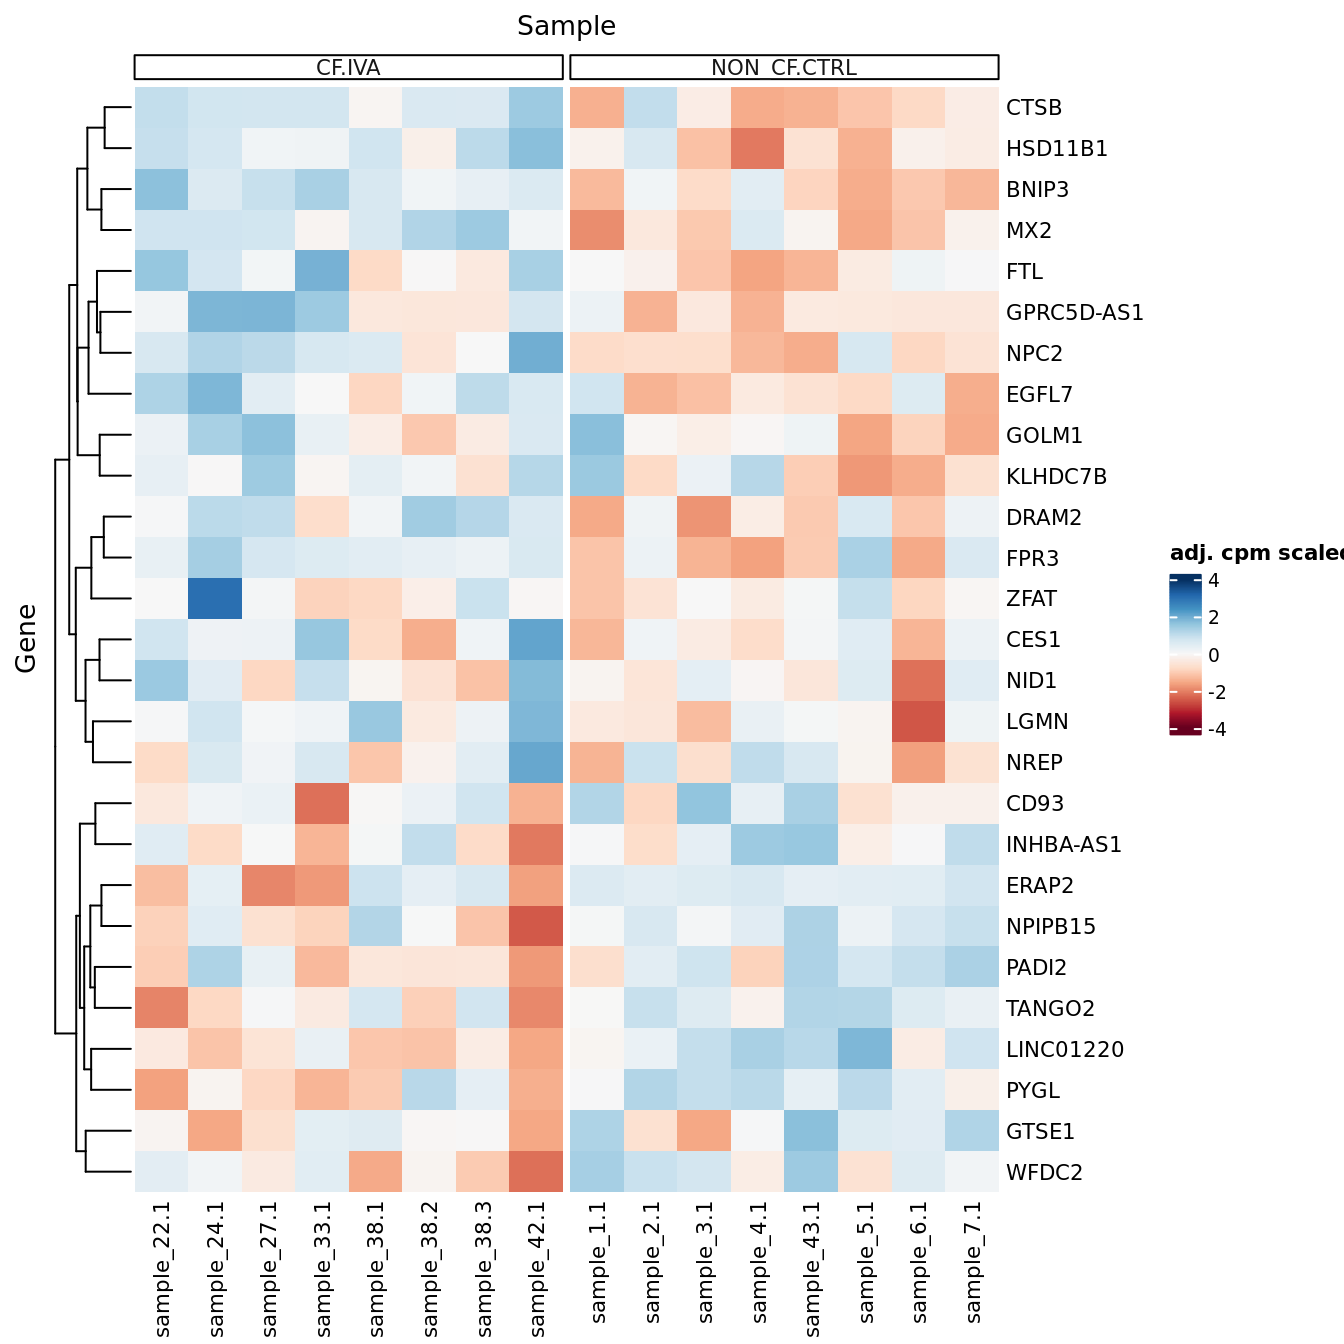 Sample
CF.IVA
NON_CF.CTRL
CTSB
HSD11B1
BNIP3
MX2
FTL
GPRC5D-AS1
NPC2
EGFL7
GOLM1
KLHDC7B
DRAM2
FPR3
ZFAT
CES1
NID1
LGMN
NREP
CD93
INHBA-AS1
ERAP2
NPIPB15
PADI2
TANGO2
LINC01220
PYGL
GTSE1
WFDC2
Gene
adj. cpm scaled
4
2
0
-2
-4
sample_22.1
sample_24.1
sample_27.1
sample_33.1
sample_38.1
sample_38.2
sample_38.3
sample_42.1
sample_1.1
sample_2.1
sample_3.1
sample_4.1
sample_43.1
sample_5.1
sample_6.1
sample_7.1